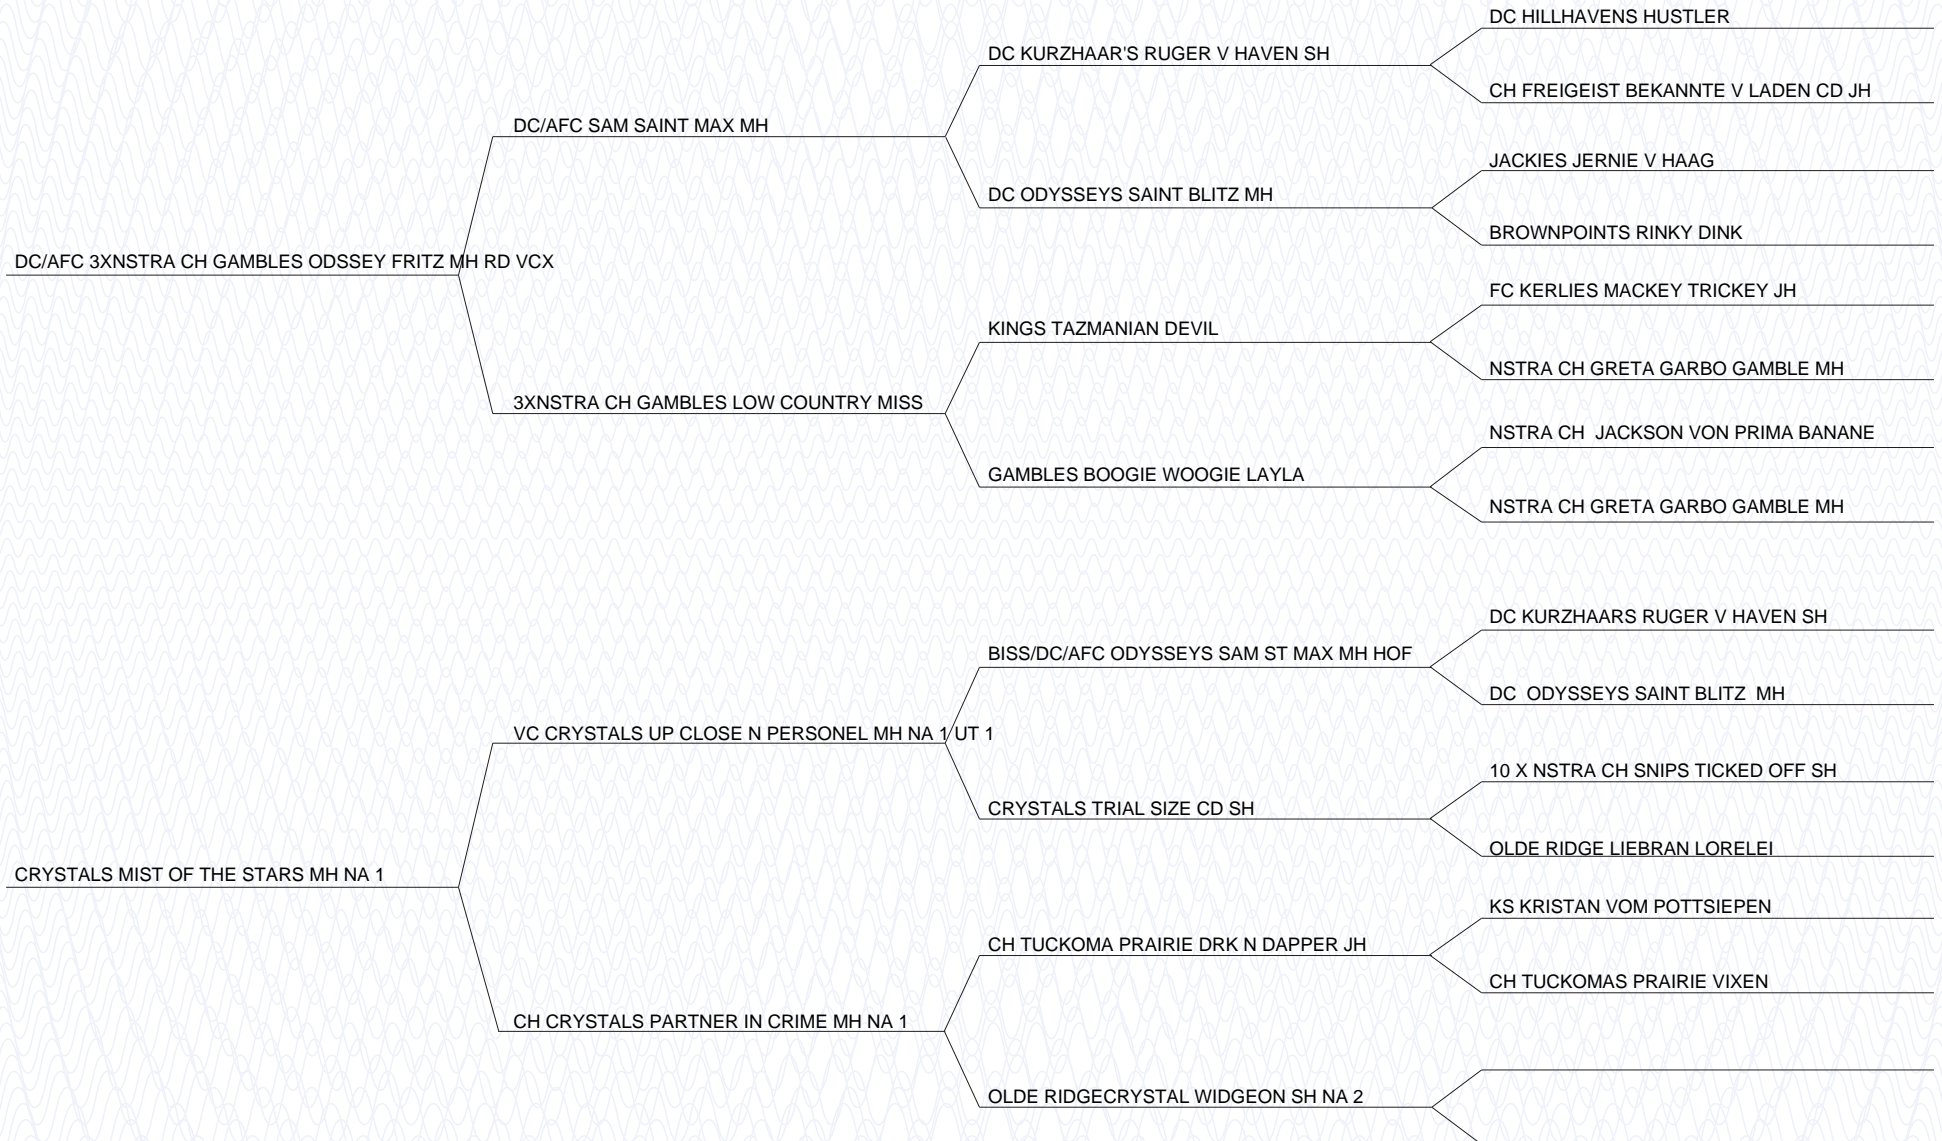 DC HILLHAVENS HUSTLER
DC KURZHAAR'S RUGER V HAVEN SH
CH FREIGEIST BEKANNTE V LADEN CD JH
DC/AFC SAM SAINT MAX MH
JACKIES JERNIE V HAAG
DC ODYSSEYS SAINT BLITZ MH
BROWNPOINTS RINKY DINK
DC/AFC 3XNSTRA CH GAMBLES ODSSEY FRITZ MH RD VCX
FC KERLIES MACKEY TRICKEY JH
KINGS TAZMANIAN DEVIL
NSTRA CH GRETA GARBO GAMBLE MH
3XNSTRA CH GAMBLES LOW COUNTRY MISS
NSTRA CH  JACKSON VON PRIMA BANANE
GAMBLES BOOGIE WOOGIE LAYLA
NSTRA CH GRETA GARBO GAMBLE MH
DC KURZHAARS RUGER V HAVEN SH
BISS/DC/AFC ODYSSEYS SAM ST MAX MH HOF
DC  ODYSSEYS SAINT BLITZ  MH
VC CRYSTALS UP CLOSE N PERSONEL MH NA 1 UT 1
10 X NSTRA CH SNIPS TICKED OFF SH
CRYSTALS TRIAL SIZE CD SH
OLDE RIDGE LIEBRAN LORELEI
CRYSTALS MIST OF THE STARS MH NA 1
KS KRISTAN VOM POTTSIEPEN
CH TUCKOMA PRAIRIE DRK N DAPPER JH
CH TUCKOMAS PRAIRIE VIXEN
CH CRYSTALS PARTNER IN CRIME MH NA 1
OLDE RIDGECRYSTAL WIDGEON SH NA 2